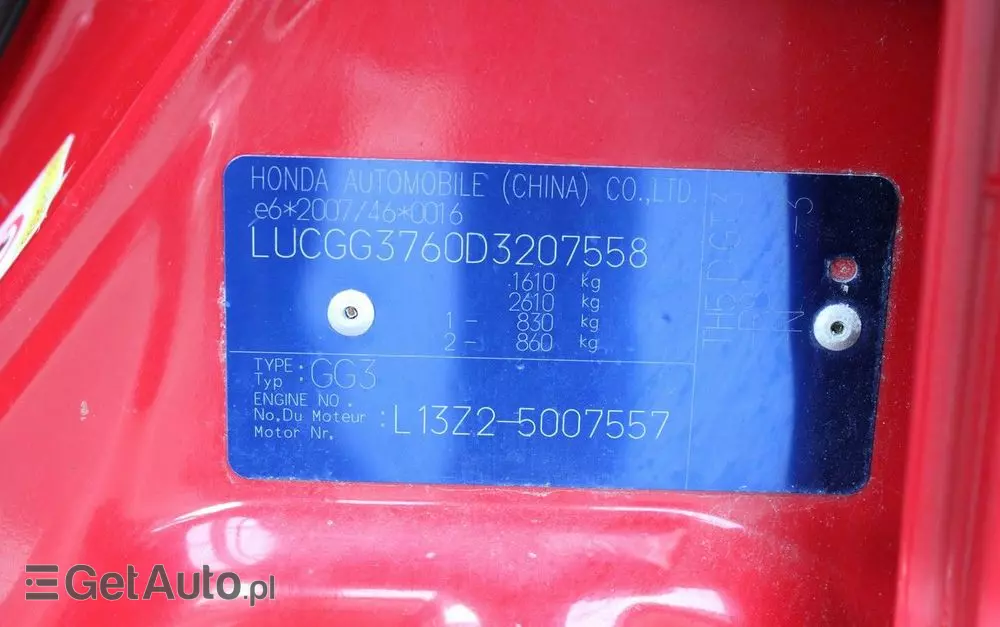 HONDA AUTOMOBILE (CHINA) CO.,LTD.
e6*2007/46*0016
LUCGG3760D3207558
1610 kg
2610 kg
1- 830 kg
2- 860 kg
TYPE:
Typ : GG3
ENGINE NO.
No.Du Moteur : L13Z2-5007557
Motor Nr.
GetAuto.pl